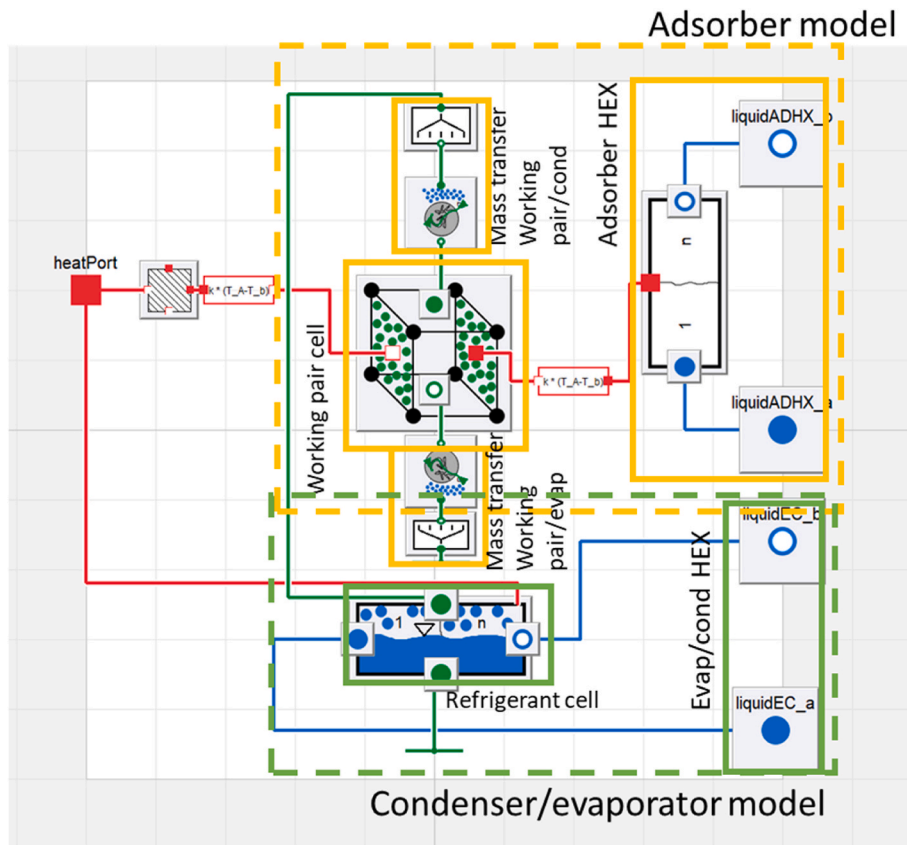 Adsorber model
liquidADHX_b
Adsorber HEX
Mass transfer
Working
pair/cond
n
heatPort
k * (T_A-T_b)
1
Working pair cell
k * (T_A-T_b)
liquidADHX_a
Mass transfer
Working
pair/evap
liquidEC_b
Evap/cond HEX
1
n
Refrigerant cell
liquidEC_a
Condenser/evaporator model